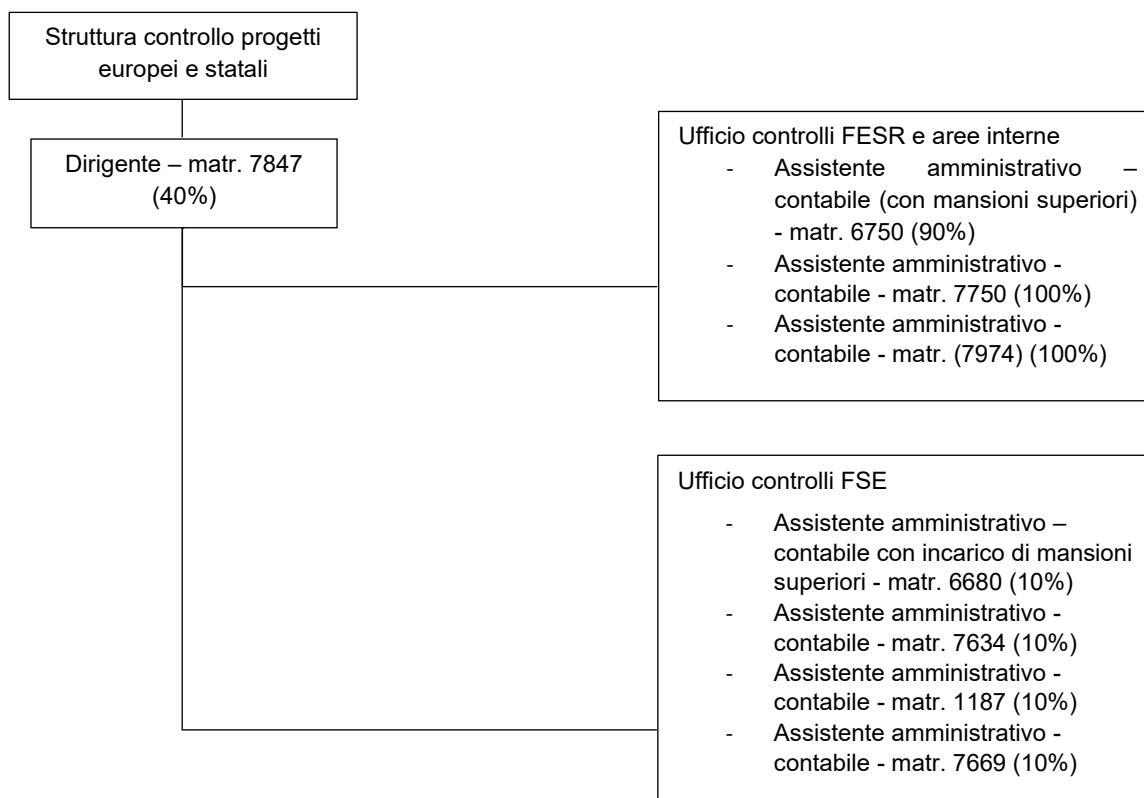 Struttura controllo progetti
europei e statali
Dirigente – matr. 7847
(40%)
Ufficio controlli FESR e aree interne
- Assistente amministrativo –
contabile (con mansioni superiori)
- matr. 6750 (90%)
- Assistente amministrativo -
contabile - matr. 7750 (100%)
- Assistente amministrativo -
contabile - matr. (7974) (100%)
Ufficio controlli FSE
- Assistente amministrativo –
contabile con incarico di mansioni
superiori - matr. 6680 (10%)
- Assistente amministrativo -
contabile - matr. 7634 (10%)
- Assistente amministrativo -
contabile - matr. 1187 (10%)
- Assistente amministrativo -
contabile - matr. 7669 (10%)